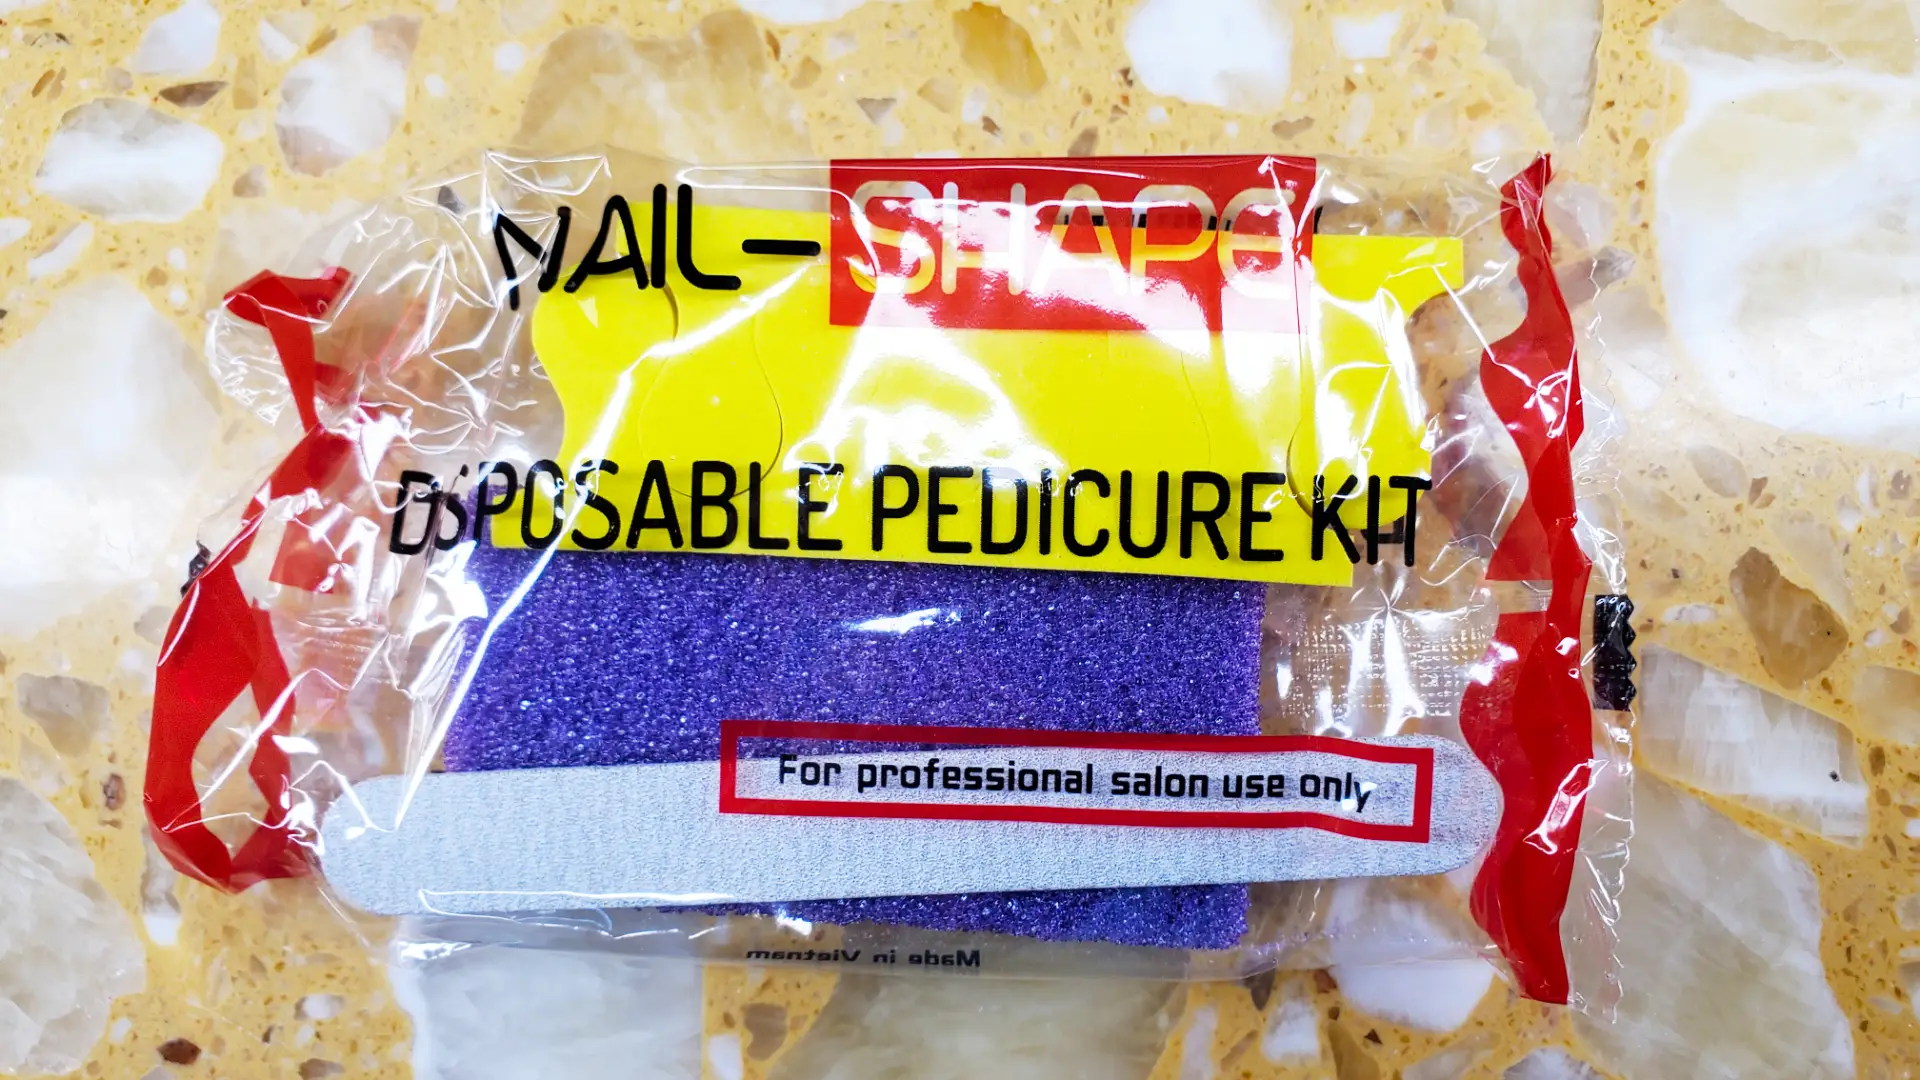 NAIL-SHAPE
DISPOSABLE PEDICURE KIT
For professional salon use only
Made in Vietnam